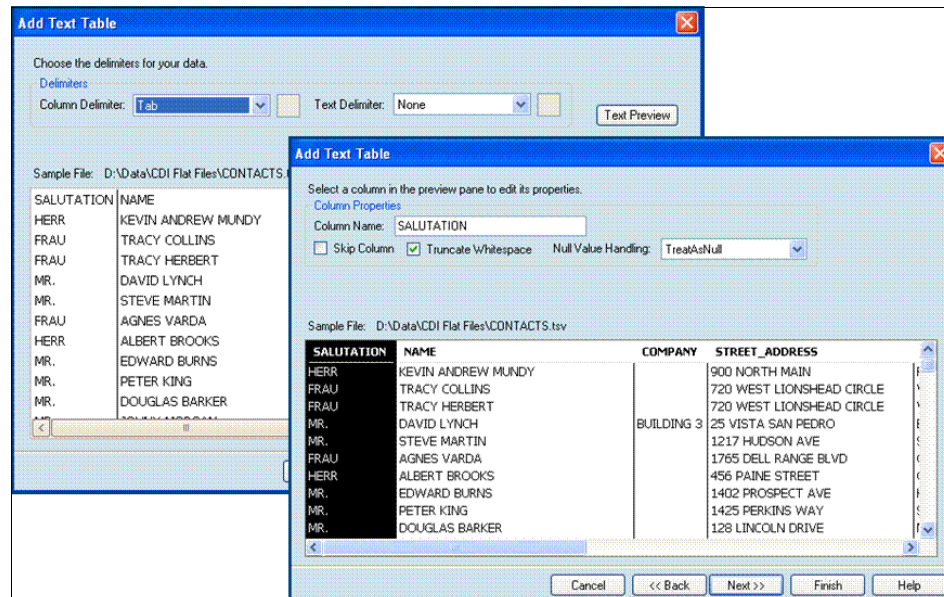 Add Text Table
Choose the delimiters for your data.
Delimiters
Column Delimiter: Tab Text Delimiter: None
Text Preview
Sample File: D:\Data\CDI Flat Files\CONTACTS.
SALUTATION NAME
HERR KEVIN ANDREW MUNDY
FRAU TRACY COLLINS
FRAU TRACY HERBERT
MR. DAVID LYNCH
MR. STEVE MARTIN
FRAU AGNES VARDA
HERR ALBERT BROOKS
MR. EDWARD BURNS
MR. PETER KING
MR. DOUGLAS BARKER
Add Text Table
Select a column in the preview pane to edit its properties.
Column Properties
Column Name: SALUTATION
Skip Column Truncate Whitespace Null Value Handling: TreatAsNull
Sample File: D:\Data\CDI Flat Files\CONTACTS.tsv
SALUTATION NAME COMPANY STREET_ADDRESS
HERR KEVIN ANDREW MUNDY 900 NORTH MAIN
FRAU TRACY COLLINS 720 WEST LIONSHEAD CIRCLE
FRAU TRACY HERBERT 720 WEST LIONSHEAD CIRCLE
MR. DAVID LYNCH BUILDING 3 25 VISTA SAN PEDRO
MR. STEVE MARTIN 1217 HUDSON AVE
FRAU AGNES VARDA 1765 DELL RANGE BLVD
HERR ALBERT BROOKS 456 PAINE STREET
MR. EDWARD BURNS 1402 PROSPECT AVE
MR. PETER KING 1425 PERKINS WAY
MR. DOUGLAS BARKER 128 LINCOLN DRIVE
Cancel << Back Next >> Finish Help